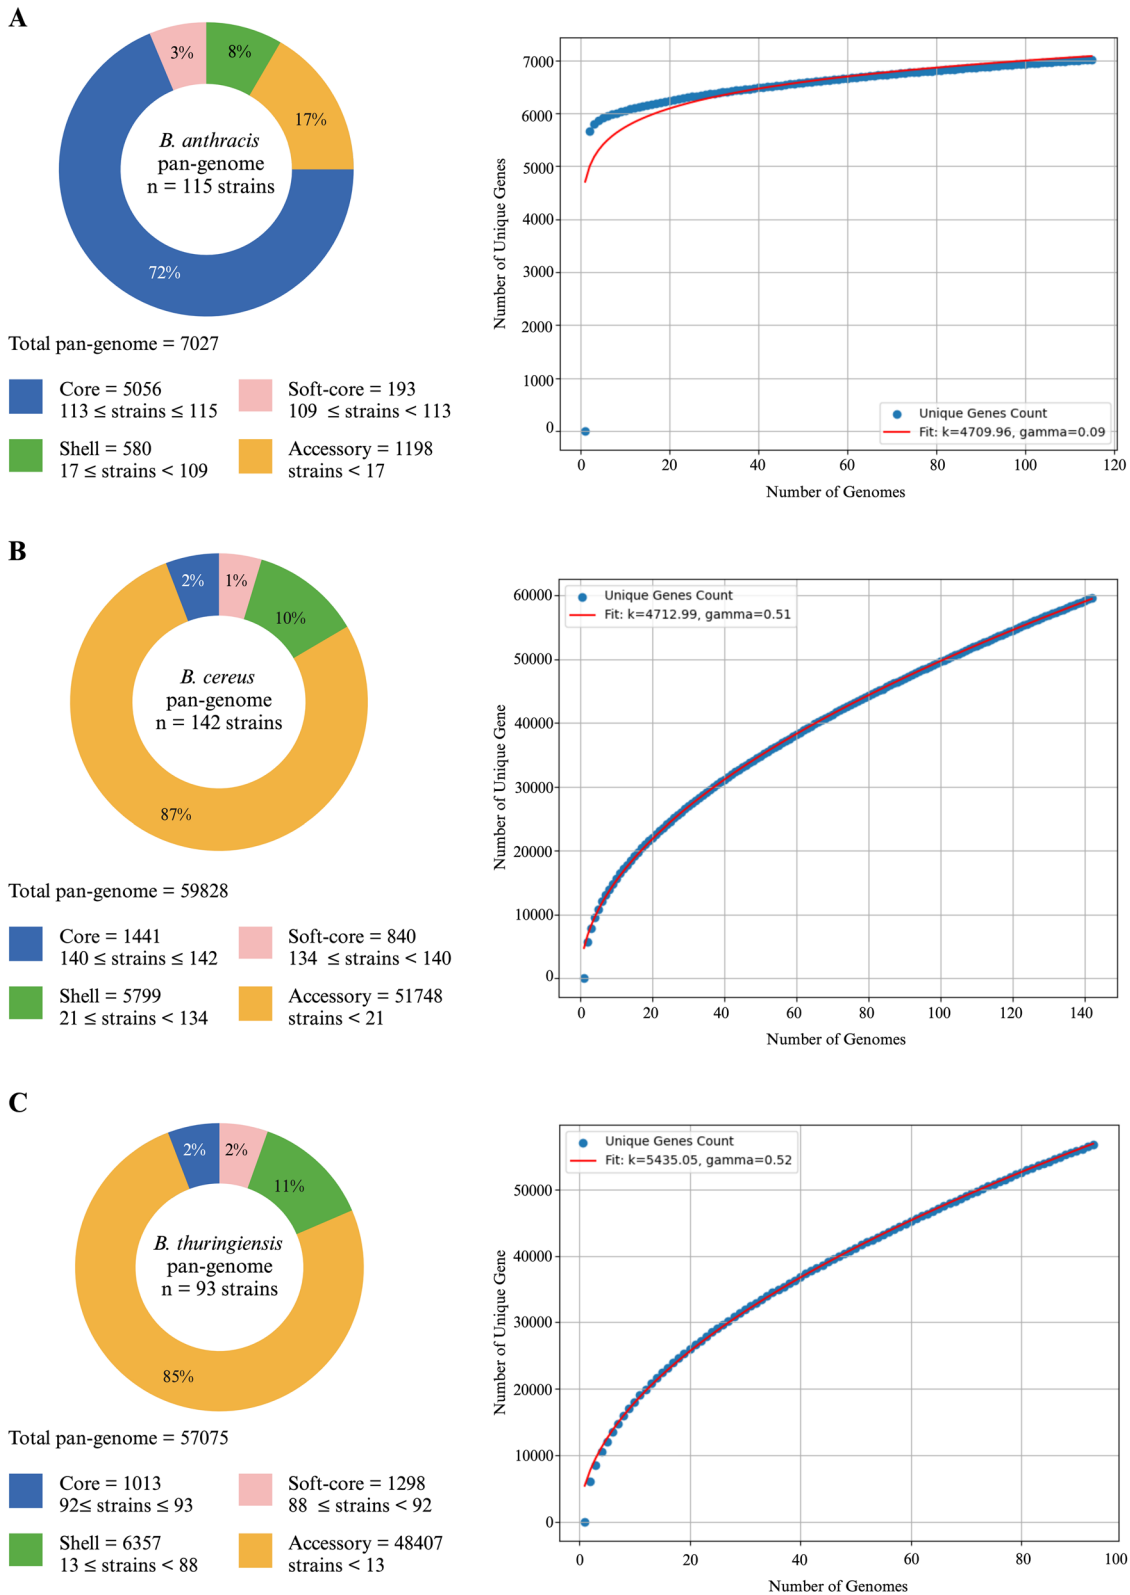 A
3%
8%
17%
72%
B. anthracis
pan-genome
n = 115 strains
Total pan-genome = 7027
Core = 5056
113 ≤ strains ≤ 115
Soft-core = 193
109 ≤ strains < 113
Shell = 580
17 ≤ strains < 109
Accessory = 1198
strains < 17
7000
6000
5000
4000
3000
2000
1000
0
Number of Unique Genes
Unique Genes Count
Fit: k=4709.96, gamma=0.09
0 20 40 60 80 100 120
Number of Genomes
B
2%
1%
10%
87%
B. cereus
pan-genome
n = 142 strains
Total pan-genome = 59828
Core = 1441
140 ≤ strains ≤ 142
Soft-core = 840
134 ≤ strains < 140
Shell = 5799
21 ≤ strains < 134
Accessory = 51748
strains < 21
60000
50000
40000
30000
20000
10000
0
Number of Unique Gene
Unique Genes Count
Fit: k=4712.99, gamma=0.51
0 20 40 60 80 100 120 140
Number of Genomes
C
2%
2%
11%
85%
B. thuringiensis
pan-genome
n = 93 strains
Total pan-genome = 57075
Core = 1013
92≤ strains ≤ 93
Soft-core = 1298
88 ≤ strains < 92
Shell = 6357
13 ≤ strains < 88
Accessory = 48407
strains < 13
50000
40000
30000
20000
10000
0
Number of Unique Gene
Unique Genes Count
Fit: k=5435.05, gamma=0.52
0 20 40 60 80 100
Number of Genomes